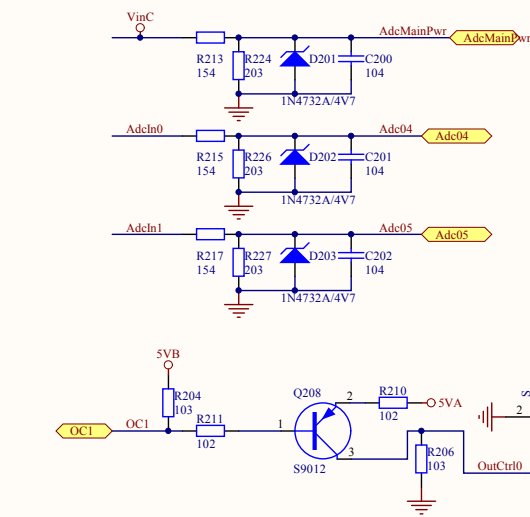 VinC
AdcMainPwr
AdcMainPwr
R213
154
R224
203
D201
C200
104
1N4732A/4V7
AdcIn0
Adc04
Adc04
R215
154
R226
203
D202
C201
104
1N4732A/4V7
AdcIn1
Adc05
Adc05
R217
154
R227
203
D203
C202
104
1N4732A/4V7
5VB
R204
103
OC1
OC1
R211
102
1
Q208
2
3
S9012
R210
102
5VA
R206
103
2
S
OutCtrl0